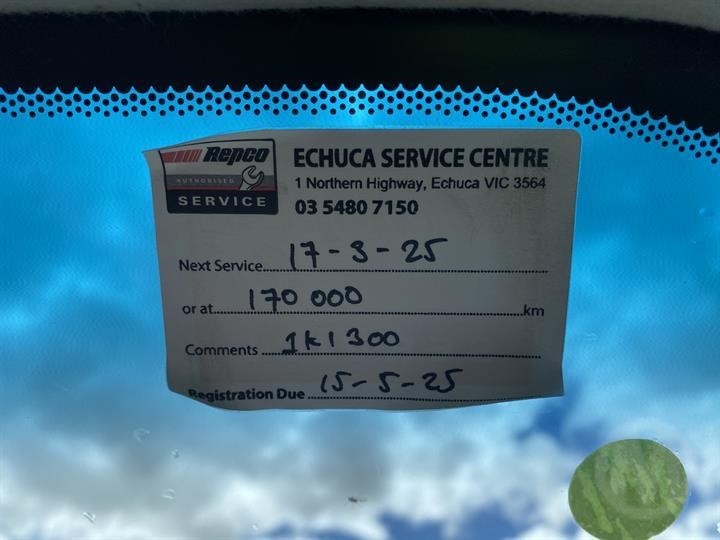 Repco
AUTHORISED
SERVICE
ECHUCA SERVICE CENTRE
1 Northern Highway, Echuca VIC 3564
03 5480 7150
Next Service 17-3-25
or at 170 000 km
Comments 1K1300
Registration Due 15-5-25